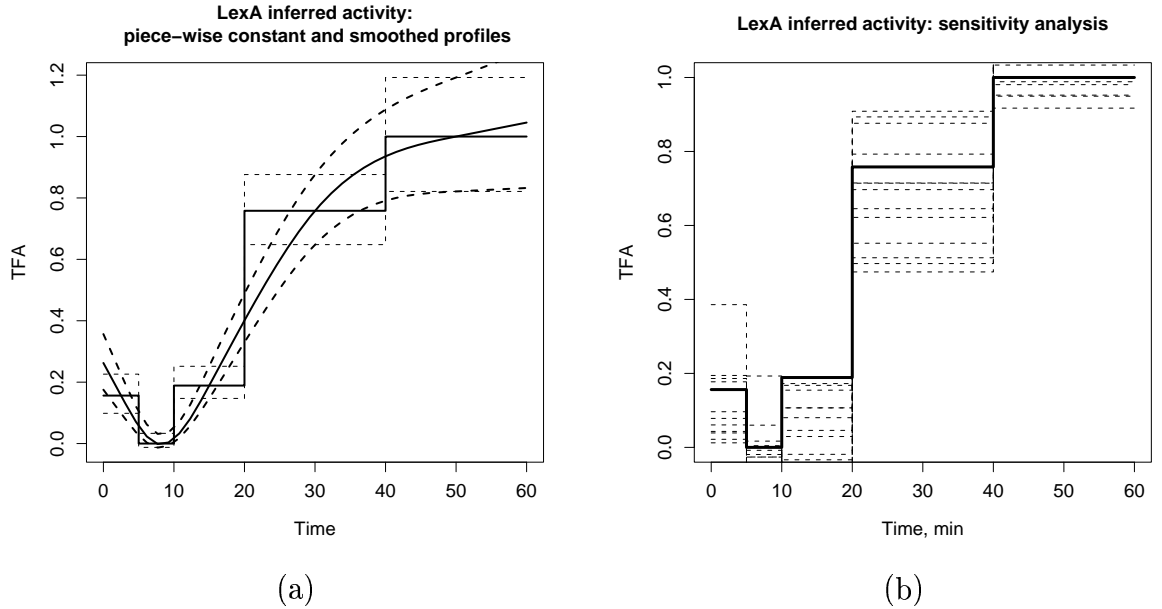 LexA inferred activity:
piece−wise constant and smoothed profiles
TFA
0.0 0.2 0.4 0.6 0.8 1.0 1.2
0 10 20 30 40 50 60
Time
(a)
LexA inferred activity: sensitivity analysis
TFA
0.0 0.2 0.4 0.6 0.8 1.0
0 10 20 30 40 50 60
Time, min
(b)